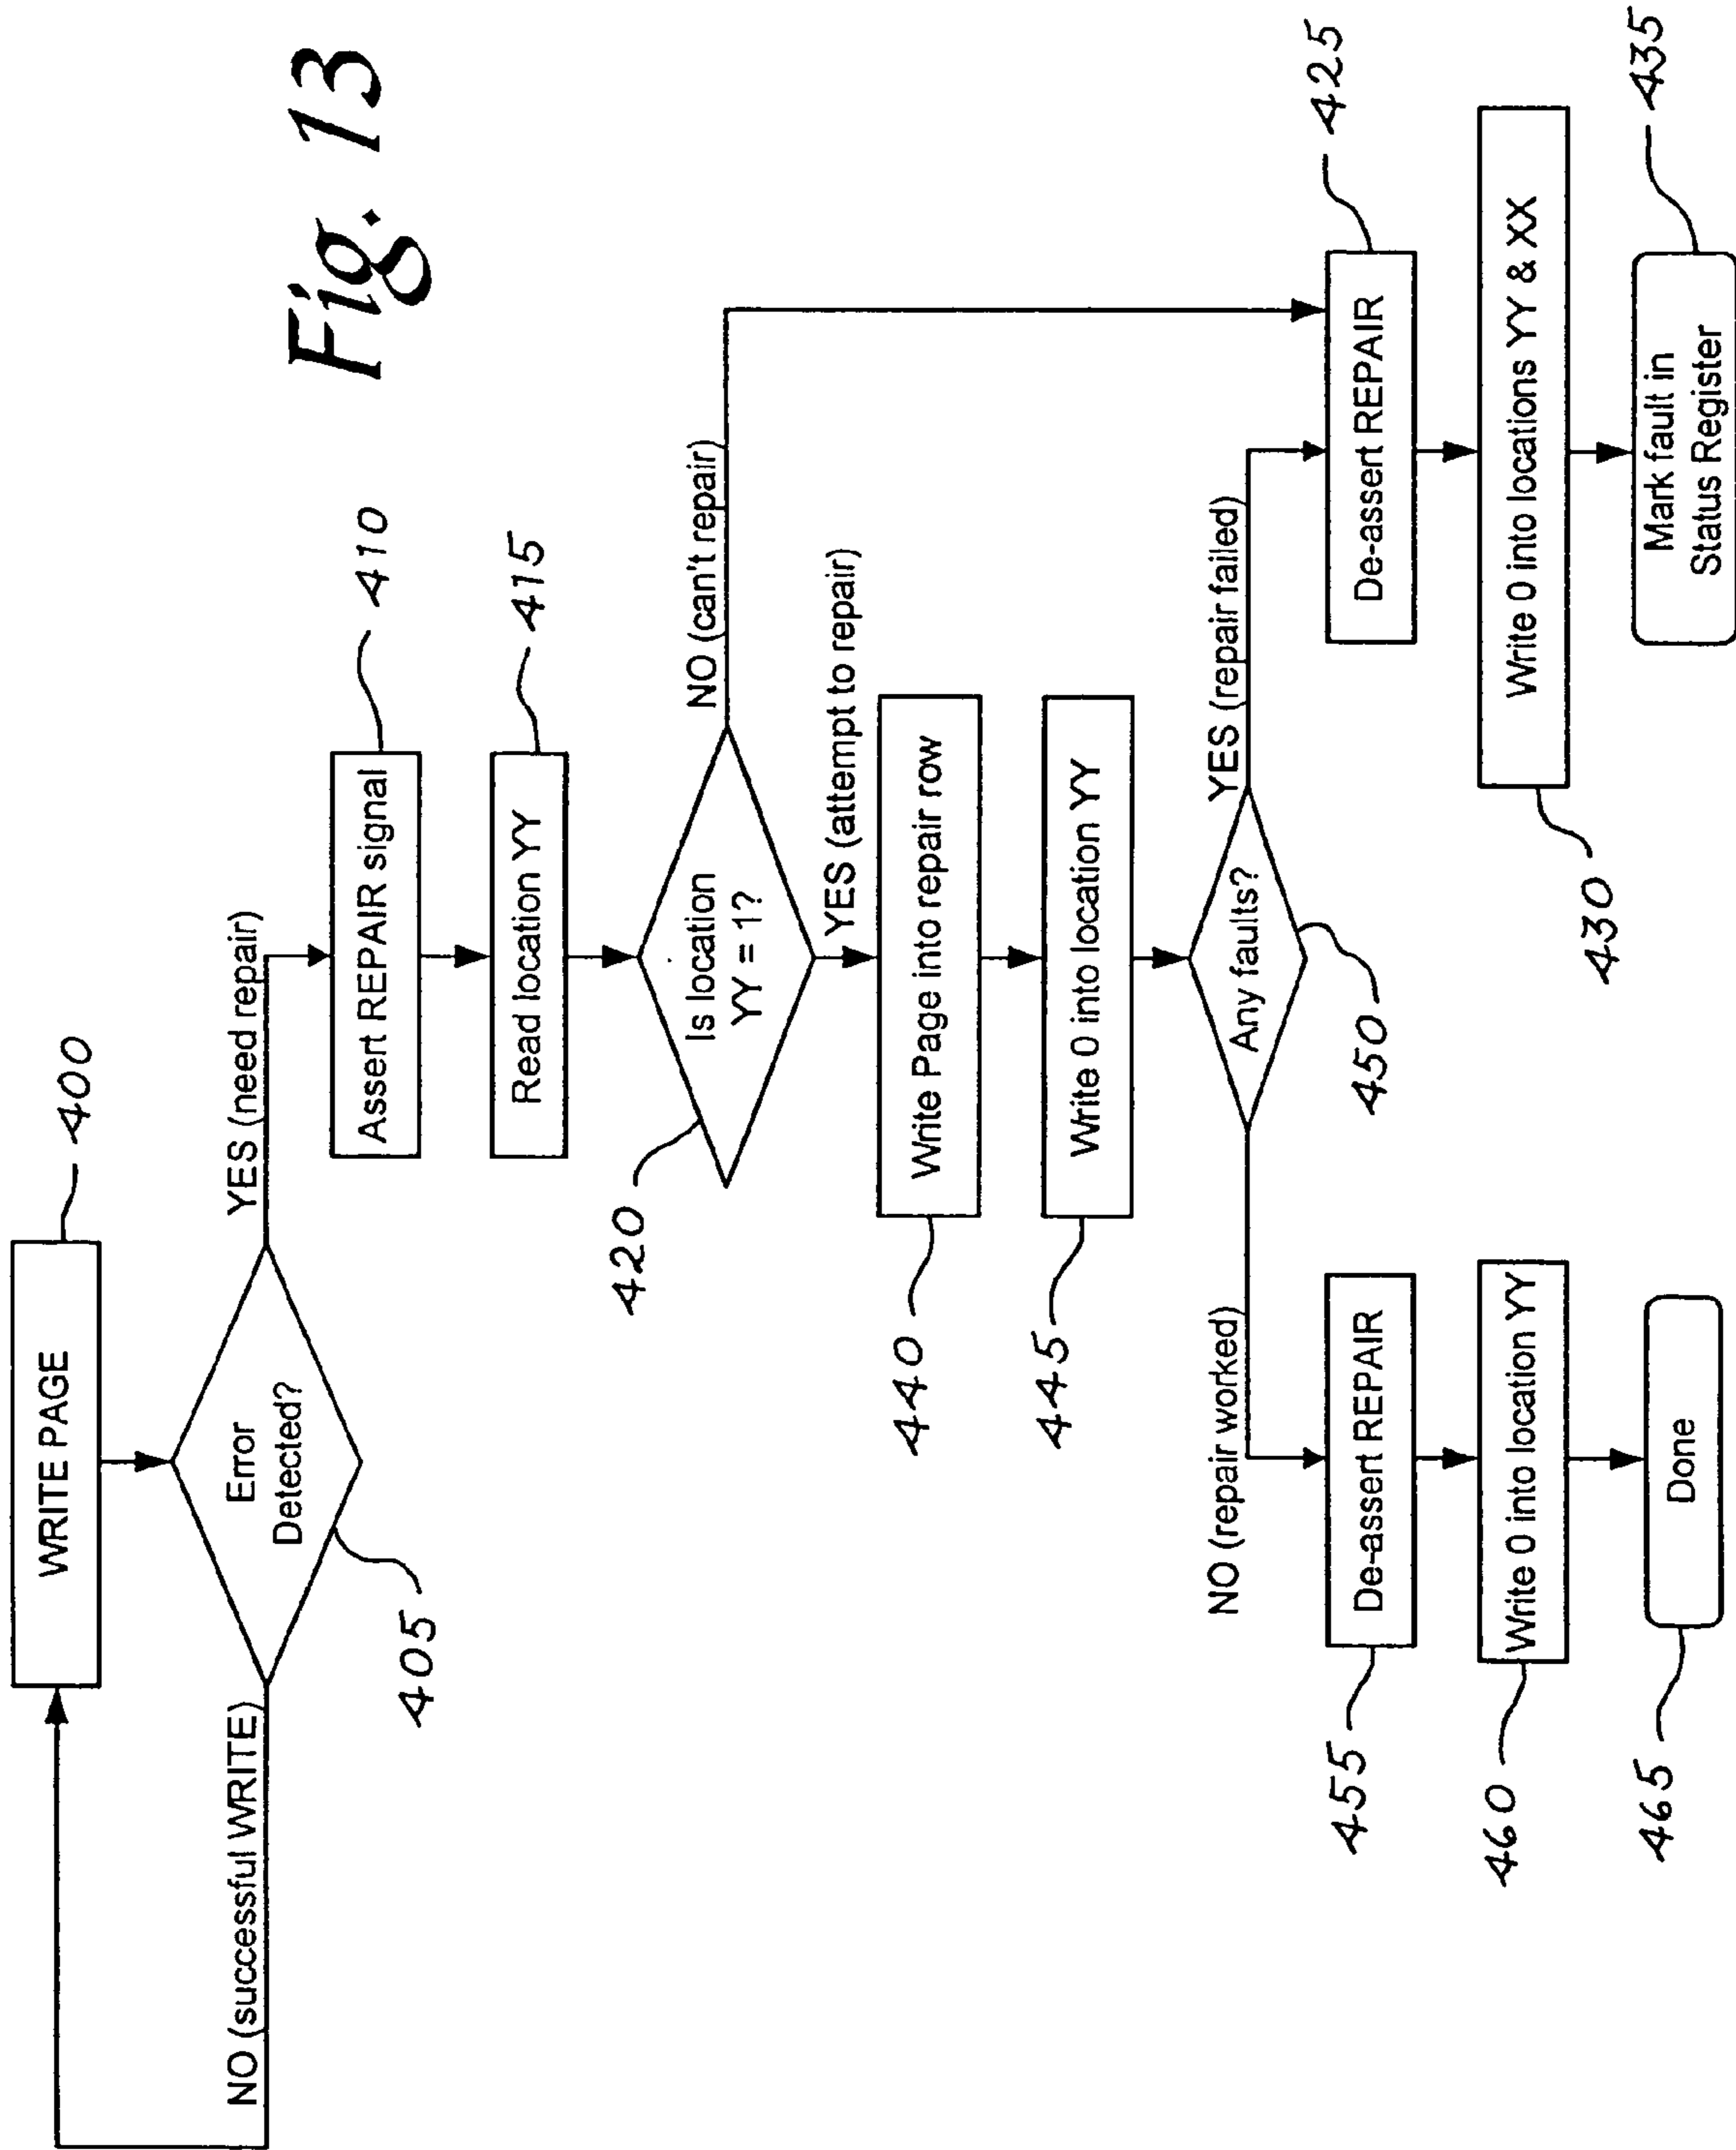 Fig. 13
WRITE PAGE
400
Error
Detected?
405
NO (successful WRITE)
YES (need repair)
Assert REPAIR signal
410
Read location YY
415
Is location
YY = 1?
420
NO (can't repair)
YES (attempt to repair)
Write Page into repair row
440
Write 0 into location YY
445
Any faults?
450
NO (repair worked)
YES (repair failed)
De-assert REPAIR
455
De-assert REPAIR
425
Write 0 into location YY
460
Write 0 into locations YY & XX
430
Done
465
Mark fault in
Status Register
435